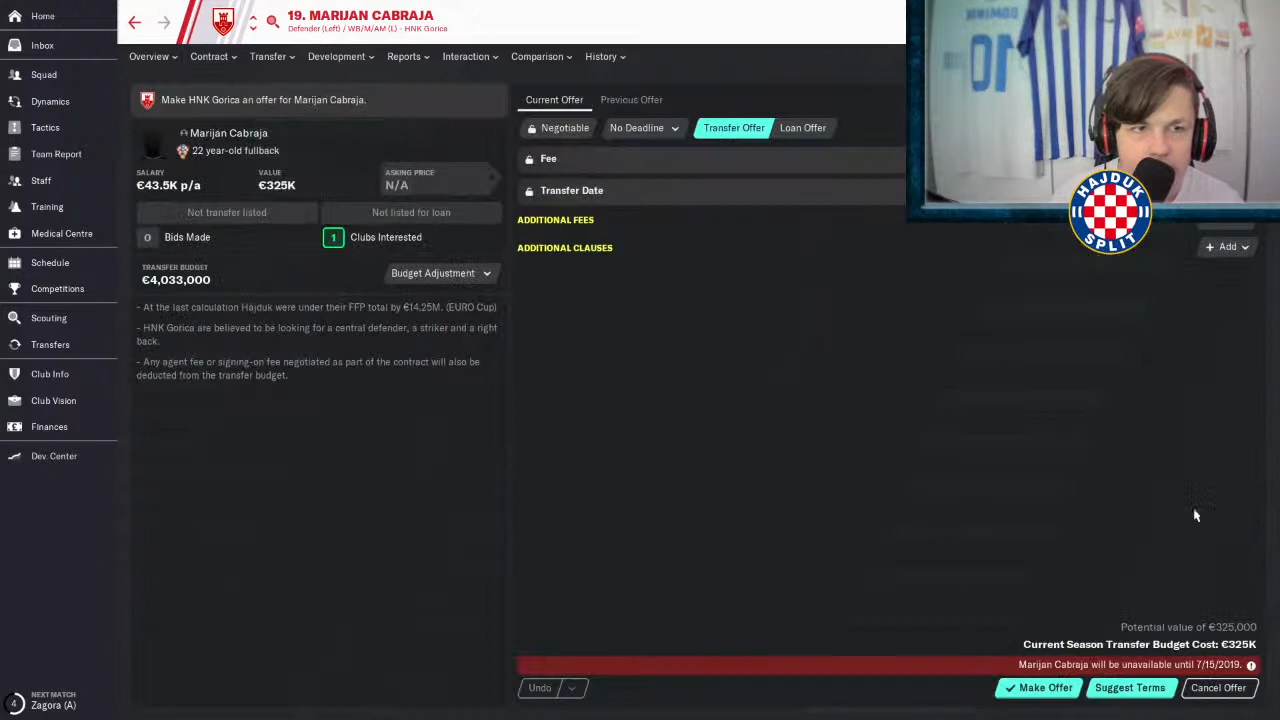 Home
Inbox
Squad
Dynamics
Tactics
Team Report
Staff
Training
Medical Centre
Schedule
Competitions
Scouting
Transfers
Club Info
Club Vision
Finances
Dev. Center
4
NEXT MATCH
Zagora (A)
19. MARIJAN CABRAJA
Defender (Left) / WB/M/AM (L) - HNK Gorica
Overview
Contract
Transfer
Development
Reports
Interaction
Comparison
History
Make HNK Gorica an offer for Marijan Cabraja.
Marijan Cabraja
22 year-old fullback
SALARY
€43.5K p/a
VALUE
€325K
ASKING PRICE
N/A
Not transfer listed
Not listed for loan
0 Bids Made
1 Clubs Interested
TRANSFER BUDGET
€4,033,000
Budget Adjustment
- At the last calculation Hajduk were under their FFP total by €14.25M. (EURO Cup)
- HNK Gorica are believed to be looking for a central defender, a striker and a right
back.
- Any agent fee or signing-on fee negotiated as part of the contract will also be
deducted from the transfer budget.
Current Offer
Previous Offer
Negotiable
No Deadline
Transfer Offer
Loan Offer
Fee
Transfer Date
ADDITIONAL FEES
ADDITIONAL CLAUSES
+ Add
10
HAJDUK
SPLIT
Potential value of €325,000
Current Season Transfer Budget Cost: €325K
Marijan Cabraja will be unavailable until 7/15/2019.
Undo
Make Offer
Suggest Terms
Cancel Offer